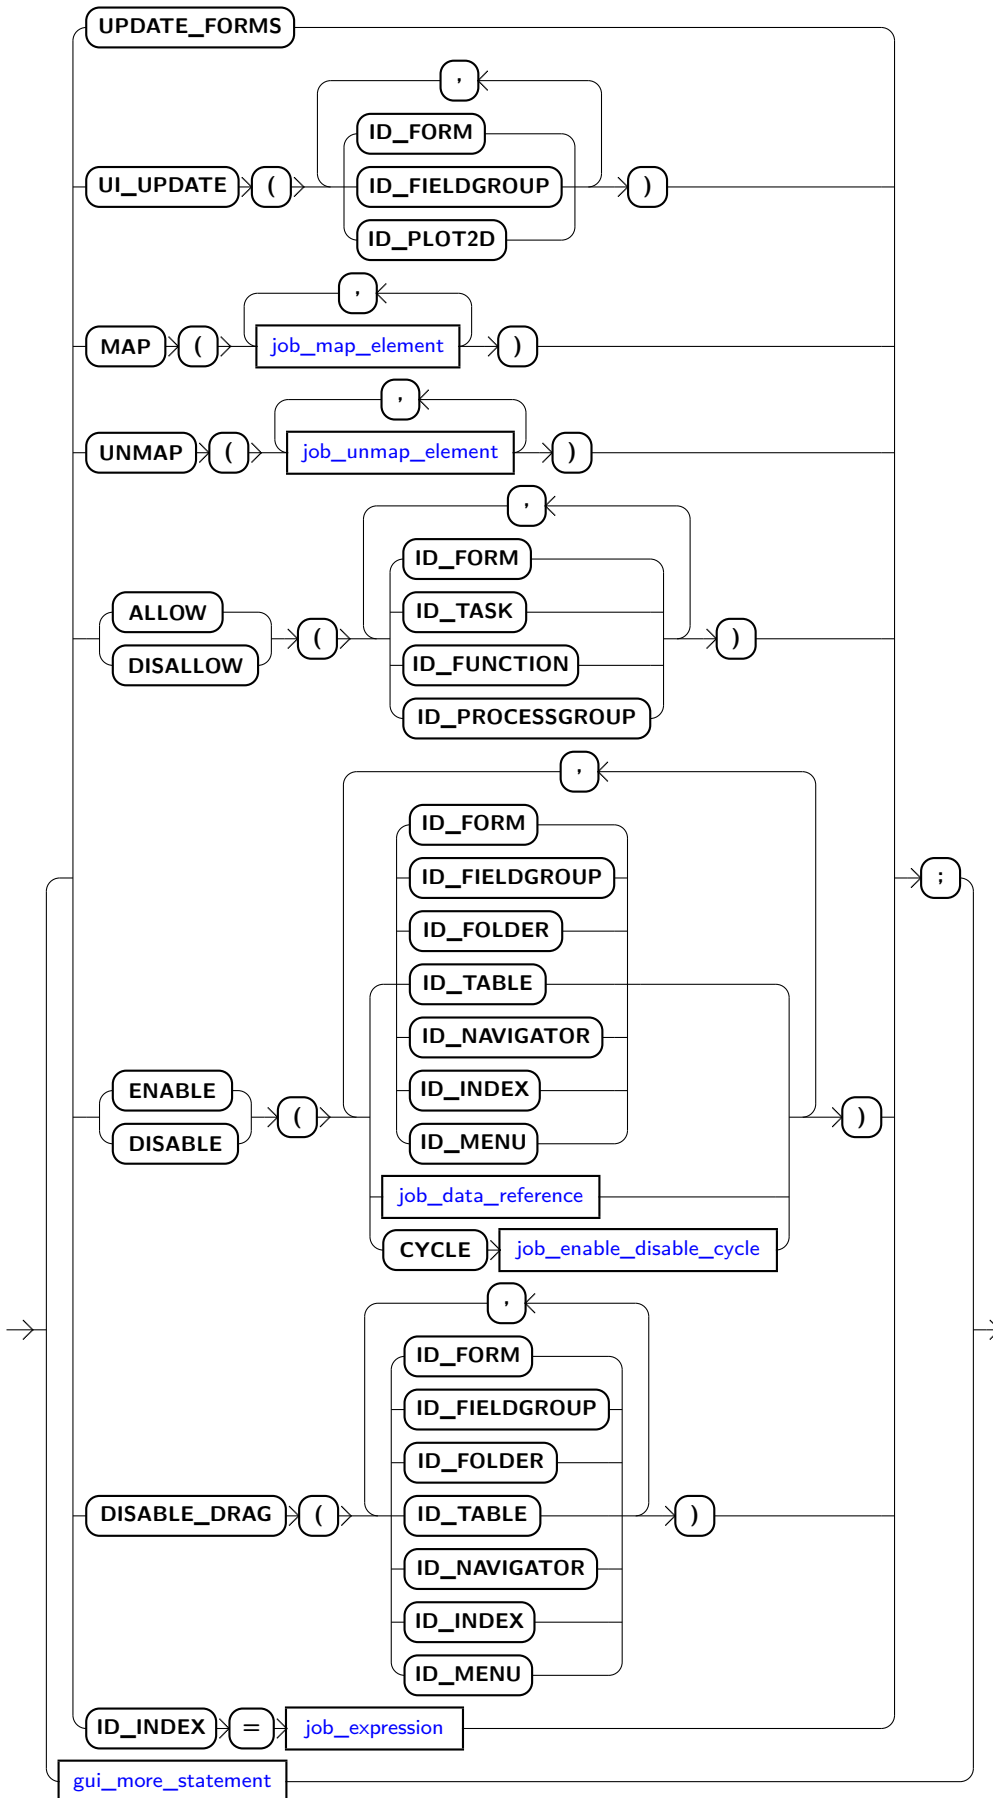 UPDATE_FORMS
,
ID_FORM
UI_UPDATE ( ID_FIELDGROUP )
ID_PLOT2D
,
MAP ( job_map_element )
,
UNMAP ( job_unmap_element )
,
ID_FORM
ALLOW ID_TASK
( )
DISALLOW ID_FUNCTION
ID_PROCESSGROUP
,
ID_FORM
ID_FIELDGROUP ;
ID_FOLDER
ID_TABLE
ID_NAVIGATOR
ENABLE ID_INDEX
( )
DISABLE ID_MENU
job_data_reference
CYCLE job_enable_disable_cycle
,
ID_FORM
ID_FIELDGROUP
ID_FOLDER
DISABLE_DRAG ( ID_TABLE )
ID_NAVIGATOR
ID_INDEX
ID_MENU
ID_INDEX = job_expression
gui_more_statement